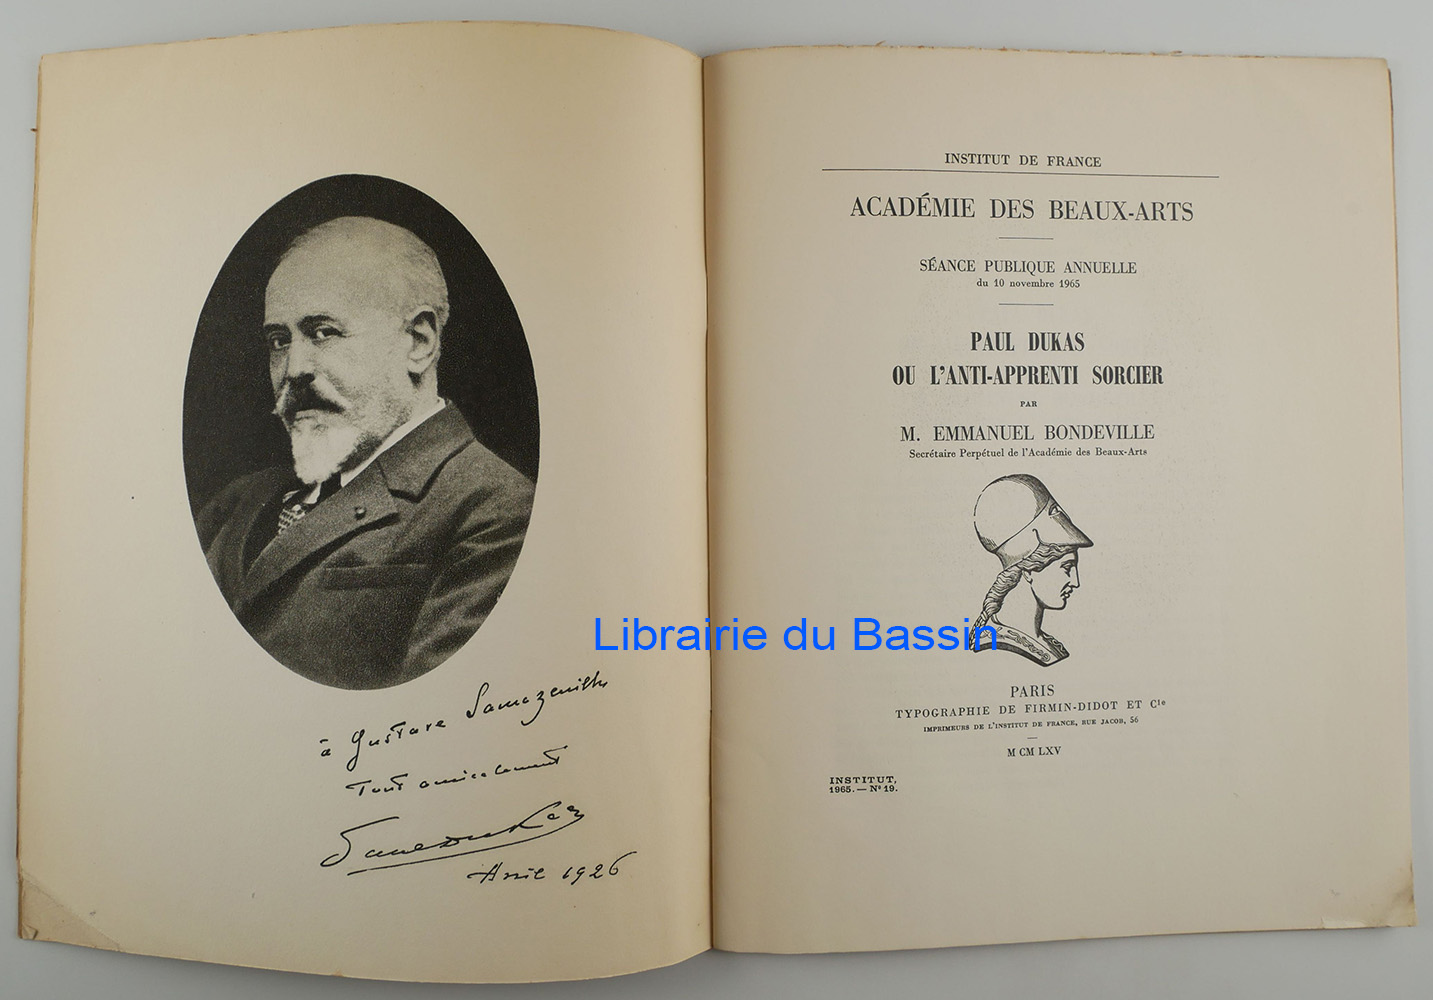 à Gustave Samazeuilh
Tout amicalement
Paul Dukas
Avril 1926
INSTITUT DE FRANCE
ACADÉMIE DES BEAUX-ARTS
SÉANCE PUBLIQUE ANNUELLE
du 10 novembre 1965
PAUL DUKAS
OU L'ANTI-APPRENTI SORCIER
PAR
M. EMMANUEL BONDEVILLE
Secrétaire Perpétuel de l'Académie des Beaux-Arts
Librairie du Bassin
PARIS
TYPOGRAPHIE DE FIRMIN-DIDOT ET Cie
IMPRIMEURS DE L'INSTITUT DE FRANCE, RUE JACOB, 56
M CM LXV
INSTITUT,
1965. — N° 19.